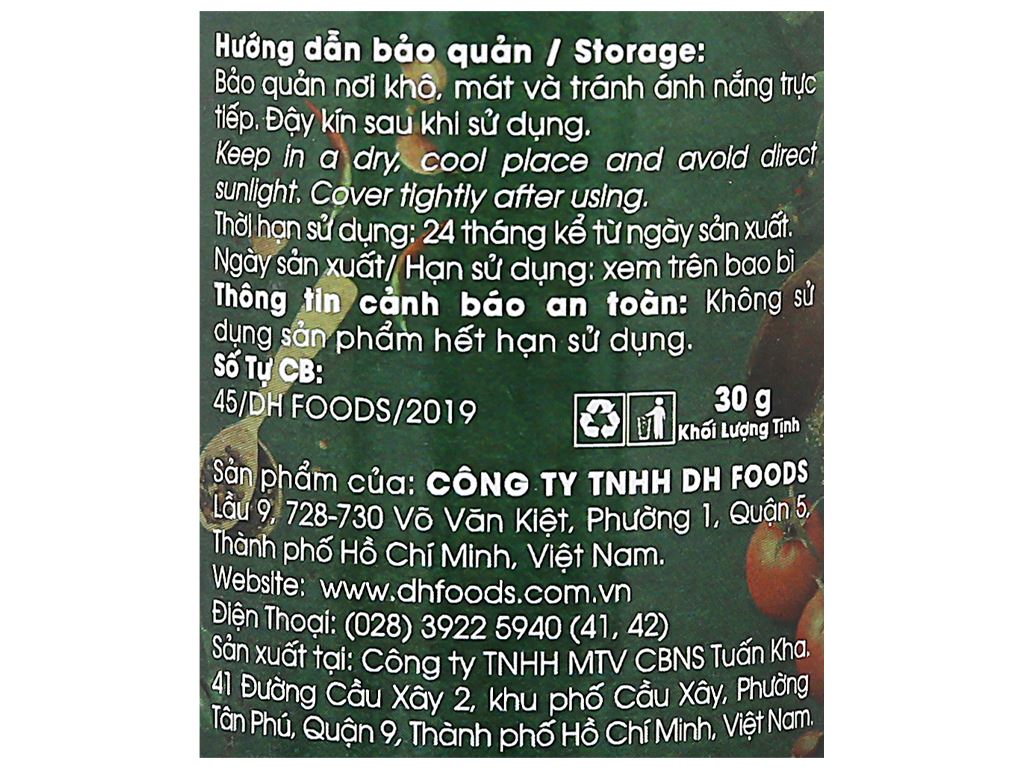 Hướng dẫn bảo quản / Storage:
Bảo quản nơi khô, mát và tránh ánh nắng trực
tiếp. Đậy kín sau khi sử dụng.
Keep in a dry, cool place and avoid direct
sunlight. Cover tightly after using.
Thời hạn sử dụng: 24 tháng kể từ ngày sản xuất.
Ngày sản xuất/ Hạn sử dụng: xem trên bao bì
Thông tin cảnh báo an toàn: Không sử
dụng sản phẩm hết hạn sử dụng.
Số Tự CB:
45/DH FOODS/2019
30 g
Khối Lượng Tịnh
Sản phẩm của: CÔNG TY TNHH DH FOODS
Lầu 9, 728-730 Võ Văn Kiệt, Phường 1, Quận 5,
Thành phố Hồ Chí Minh, Việt Nam.
Website: www.dhfoods.com.vn
Điện Thoại: (028) 3922 5940 (41, 42)
Sản xuất tại: Công ty TNHH MTV CBNS Tuấn Kha.
41 Đường Cầu Xây 2, khu phố Cầu Xây, Phường
Tân Phú, Quận 9, Thành phố Hồ Chí Minh, Việt Nam.